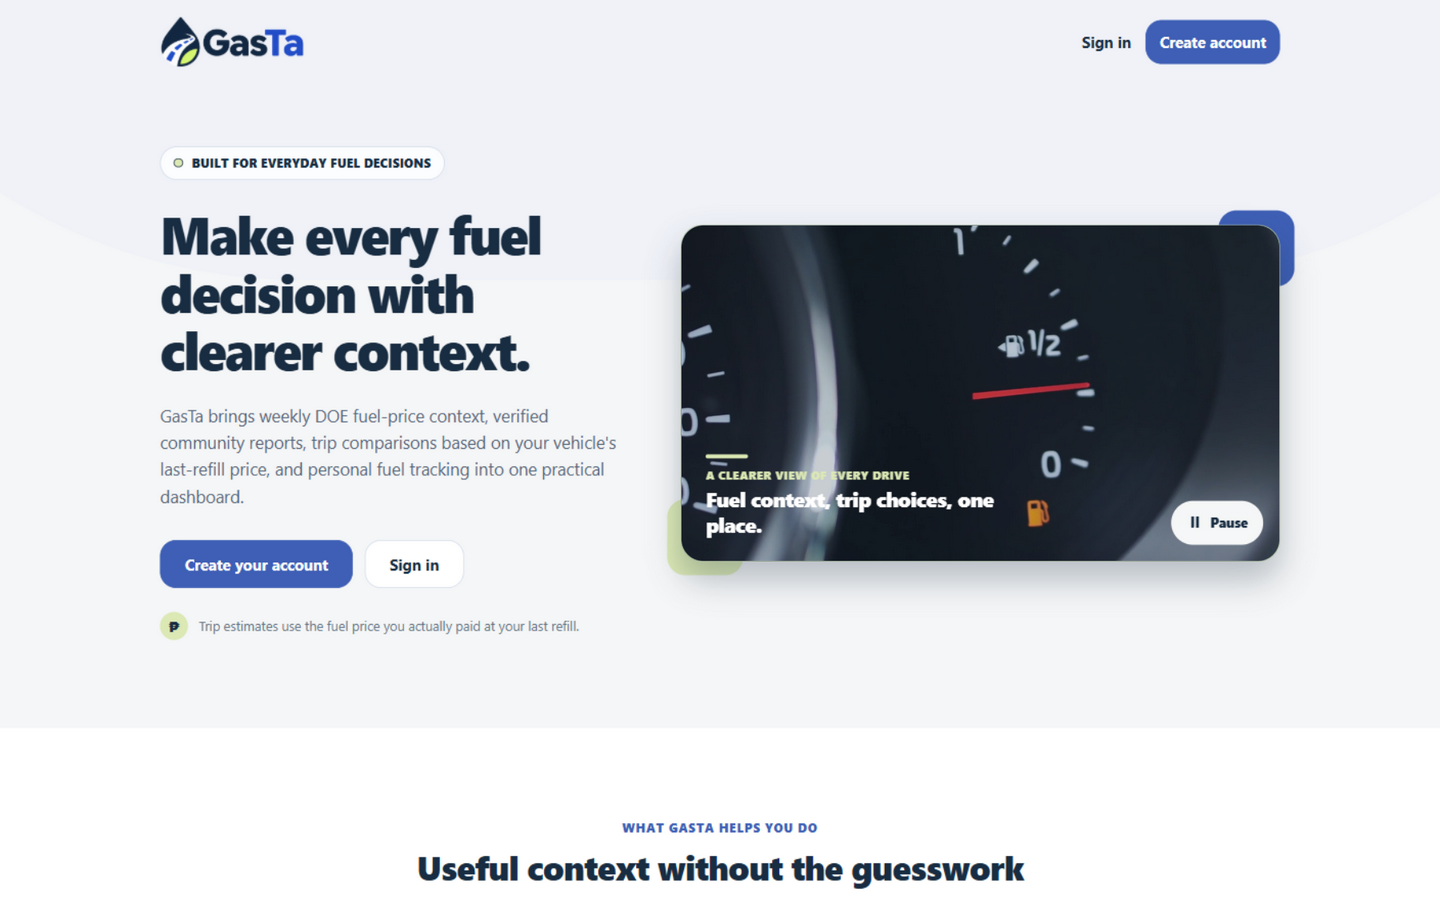 GasTa
Sign in
Create account
BUILT FOR EVERYDAY FUEL DECISIONS
Make every fuel
decision with
clearer context.
GasTa brings weekly DOE fuel-price context, verified
community reports, trip comparisons based on your vehicle's
last-refill price, and personal fuel tracking into one practical
dashboard.
Create your account
Sign in
₱
Trip estimates use the fuel price you actually paid at your last refill.
1
1/2
0
0
A CLEARER VIEW OF EVERY DRIVE
Fuel context, trip choices, one
place.
Pause
WHAT GASTA HELPS YOU DO
Useful context without the guesswork